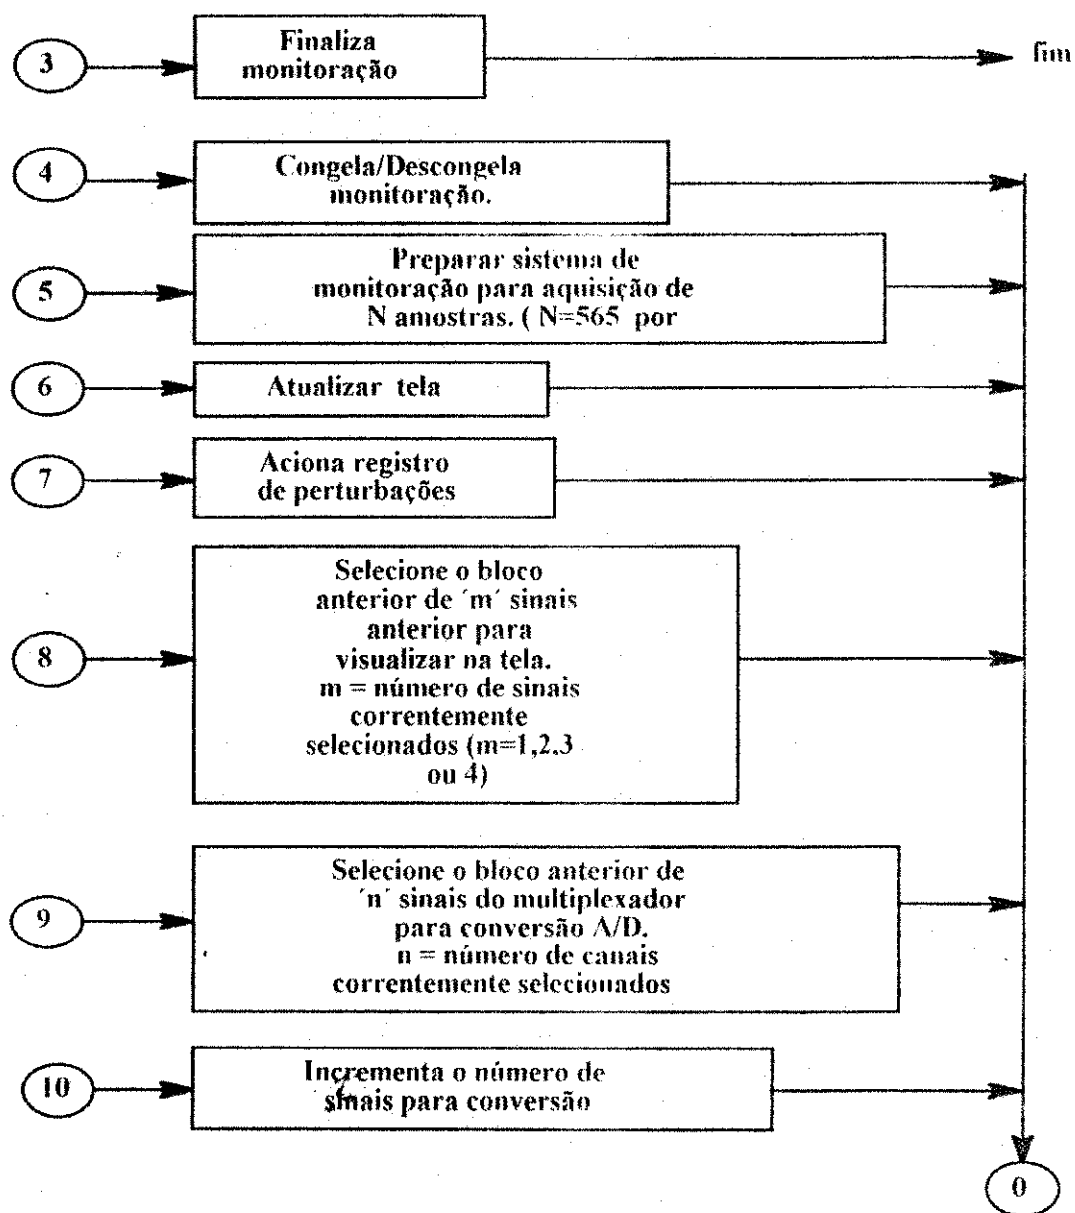 3
Finaliza
monitoração
fim
4
Congela/Descongela
monitoração.
5
Preparar sistema de
monitoração para aquisição de
N amostras. ( N=565 por
6
Atualizar tela
7
Aciona registro
de perturbações
8
Selecione o bloco
anterior de ´m´ sinais
anterior para
visualizar na tela.
m = número de sinais
correntemente
selecionados (m=1,2,3
ou 4)
9
Selecione o bloco anterior de
´n´ sinais do multiplexador
para conversão A/D.
n = número de canais
correntemente selecionados
10
Incrementa o número de
sinais para conversão
0